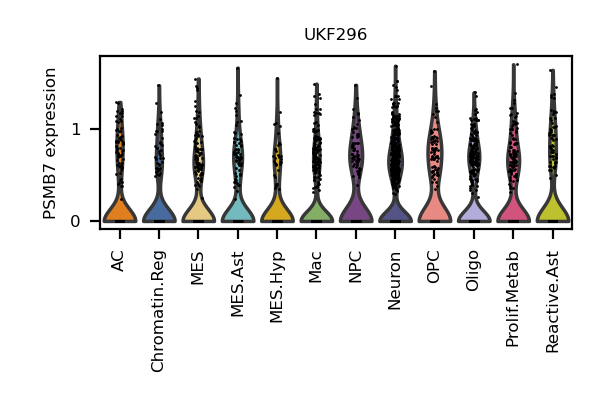 UKF296
PSMB7 expression
1
0
AC
Chromatin.Reg
MES
MES.Ast
MES.Hyp
Mac
NPC
Neuron
OPC
Oligo
Prolif.Metab
Reactive.Ast